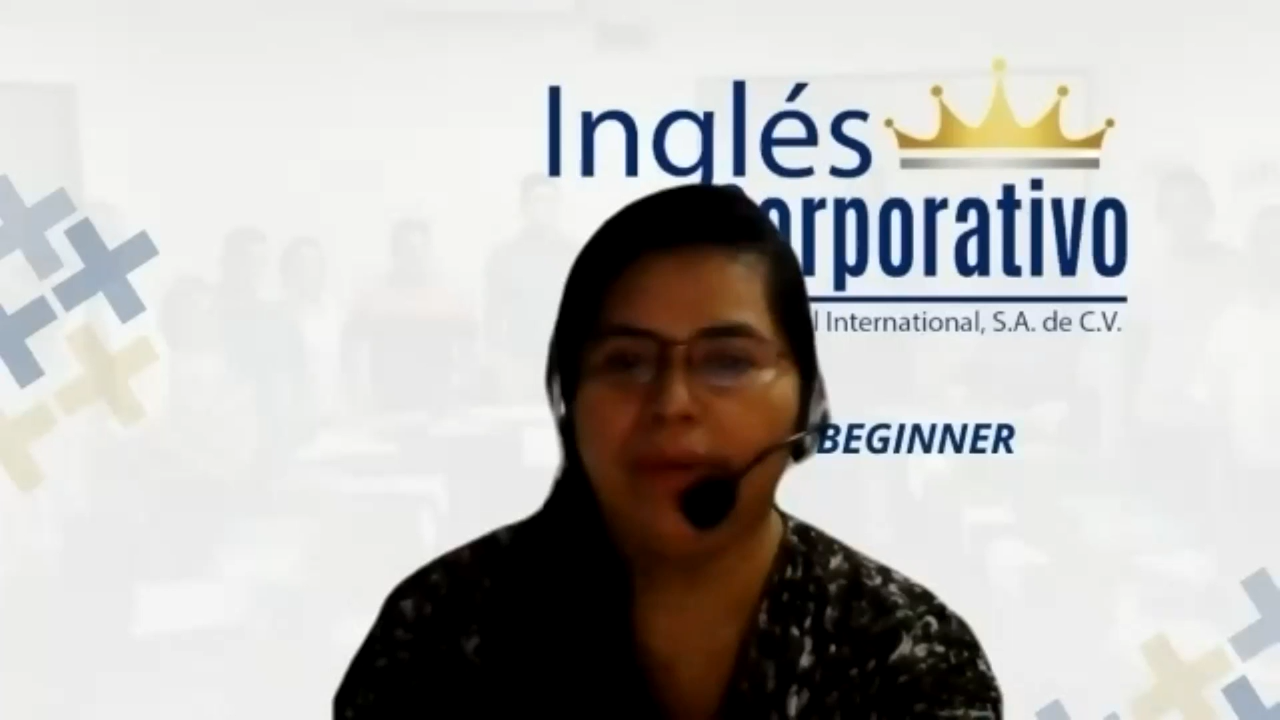 Inglés
orporativo
l International, S.A. de C.V.
BEGINNER